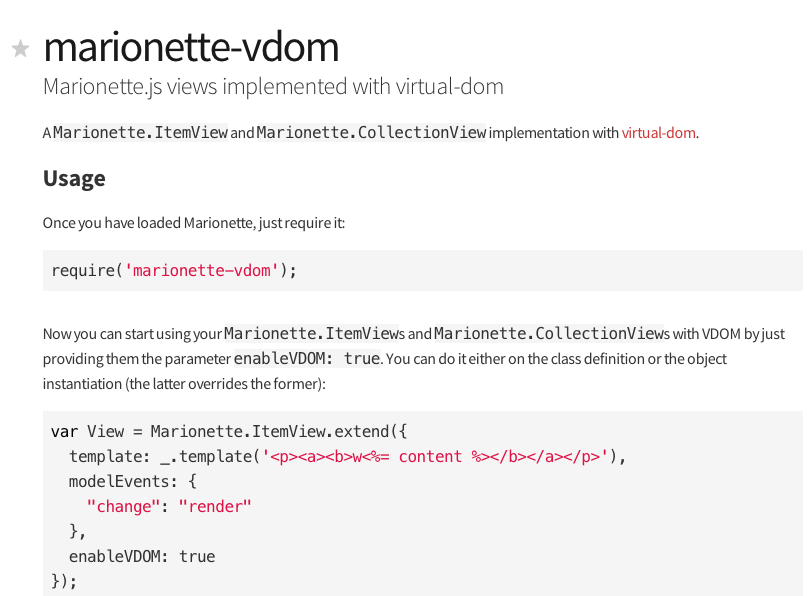 marionette-vdom
Marionette.js views implemented with virtual-dom
A Marionette.ItemView and Marionette.CollectionView implementation with virtual-dom.
Usage
Once you have loaded Marionette, just require it:
require('marionette-vdom');
Now you can start using your Marionette.ItemViews and Marionette.CollectionViews with VDOM by just
providing them the parameter enableVDOM: true. You can do it either on the class definition or the object
instantiation (the latter overrides the former):
var View = Marionette.ItemView.extend({
  template: _.template('<p><a><b>w<%= content %></b></a></p>'),
  modelEvents: {
    "change": "render"
  },
  enableVDOM: true
});